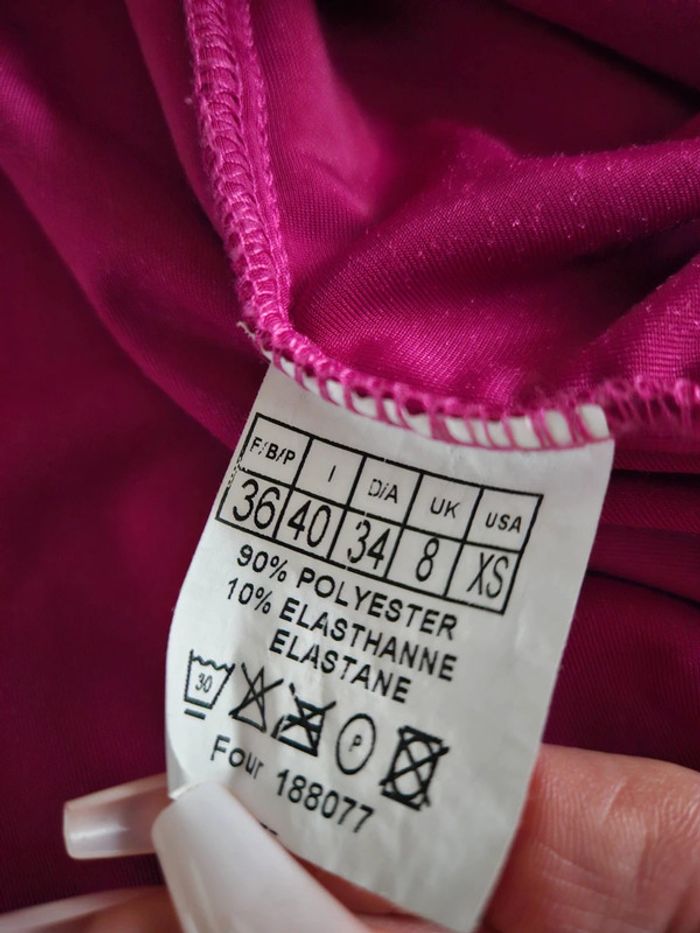 F/B/P I D/A UK USA
36 40 34 8 XS
90% POLYESTER
10% ELASTHANNE
ELASTANE
30 P
Four 188077